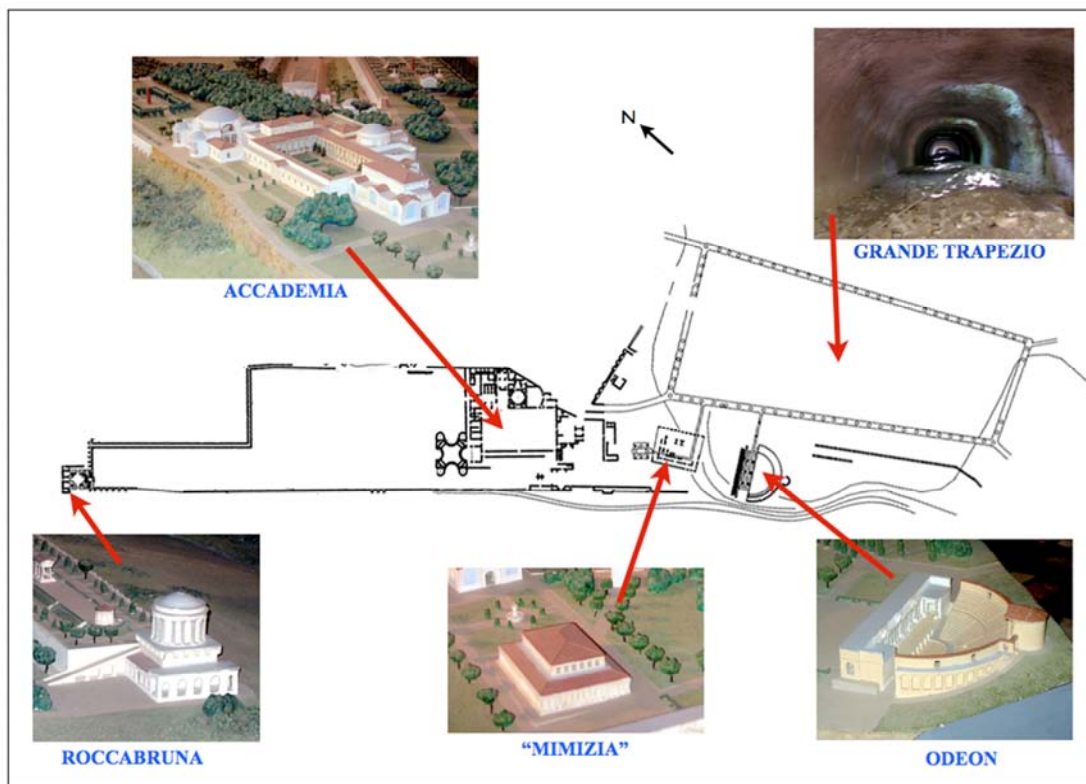 N
GRANDE TRAPEZIO
ACCADEMIA
ROCCABRUNA
“MIMIZIA”
ODEON